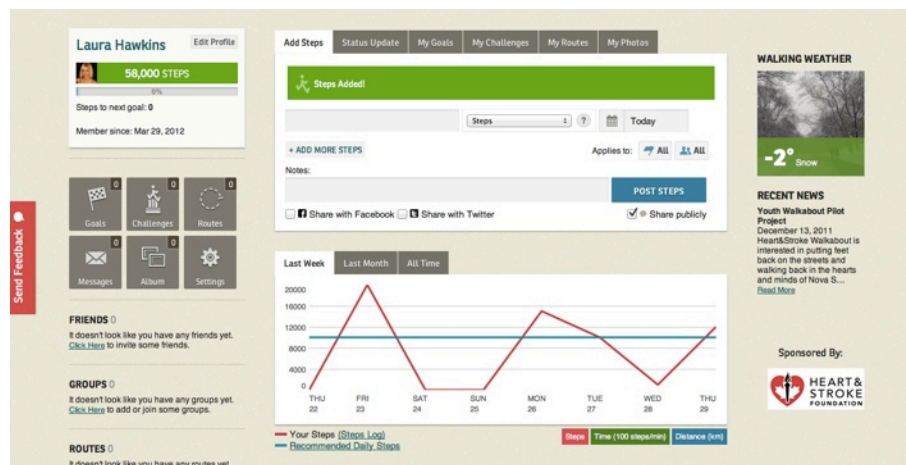 Laura Hawkins
Edit Profile
58,000 STEPS
0%
Steps to next goal: 0
Member since: Mar 29, 2012
0
Goals
0
Challenges
0
Routes
0
Messages
0
Album
Settings
FRIENDS 0
It doesn't look like you have any friends yet.
Click Here to invite some friends.
GROUPS 0
It doesn't look like you have any groups yet.
Click Here to add or join some groups.
ROUTES 0
It doesn't look like you have any routes yet.
Send Feedback
Add Steps
Status Update
My Goals
My Challenges
My Routes
My Photos
Steps Added!
Steps
?
Today
+ ADD MORE STEPS
Applies to:
All
All
Notes:
POST STEPS
Share with Facebook
Share with Twitter
Share publicly
Last Week
Last Month
All Time
20000
16000
12000
8000
4000
0
THU
22
FRI
23
SAT
24
SUN
25
MON
26
TUE
27
WED
28
THU
29
Your Steps (Steps Log)
Recommended Daily Steps
Steps
Time (100 steps/min)
Distance (km)
WALKING WEATHER
-2° Snow
RECENT NEWS
Youth Walkabout Pilot
Project
December 13, 2011
Heart&Stroke Walkabout is
interested in putting feet
back on the streets and
walking back in the hearts
and minds of Nova S...
Read More
Sponsored By:
HEART&
STROKE
FOUNDATION